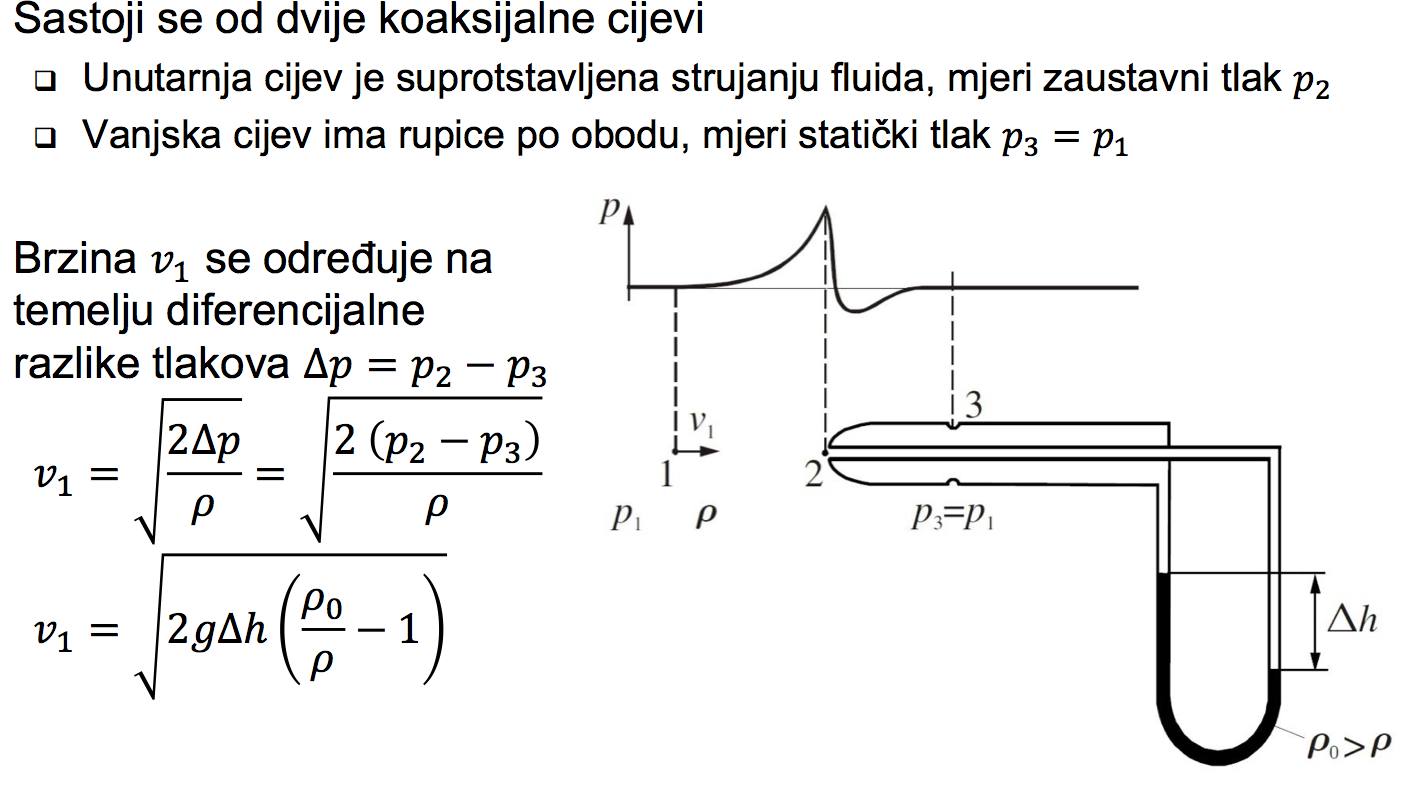 Sastoji se od dvije koaksijalne cijevi
❑ Unutarnja cijev je suprotstavljena strujanju fluida, mjeri zaustavni tlak p₂
❑ Vanjska cijev ima rupice po obodu, mjeri statički tlak p₃ = p₁
Brzina v₁ se određuje na
temelju diferencijalne
razlike tlakova Δp = p₂ − p₃
v₁ = √(2Δp/ρ) = √(2 (p₂ − p₃)/ρ)
v₁ = √(2gΔh(ρ₀/ρ − 1))
p
3
v₁
1
2
p₁ ρ
p₃=p₁
Δh
ρ₀>ρ